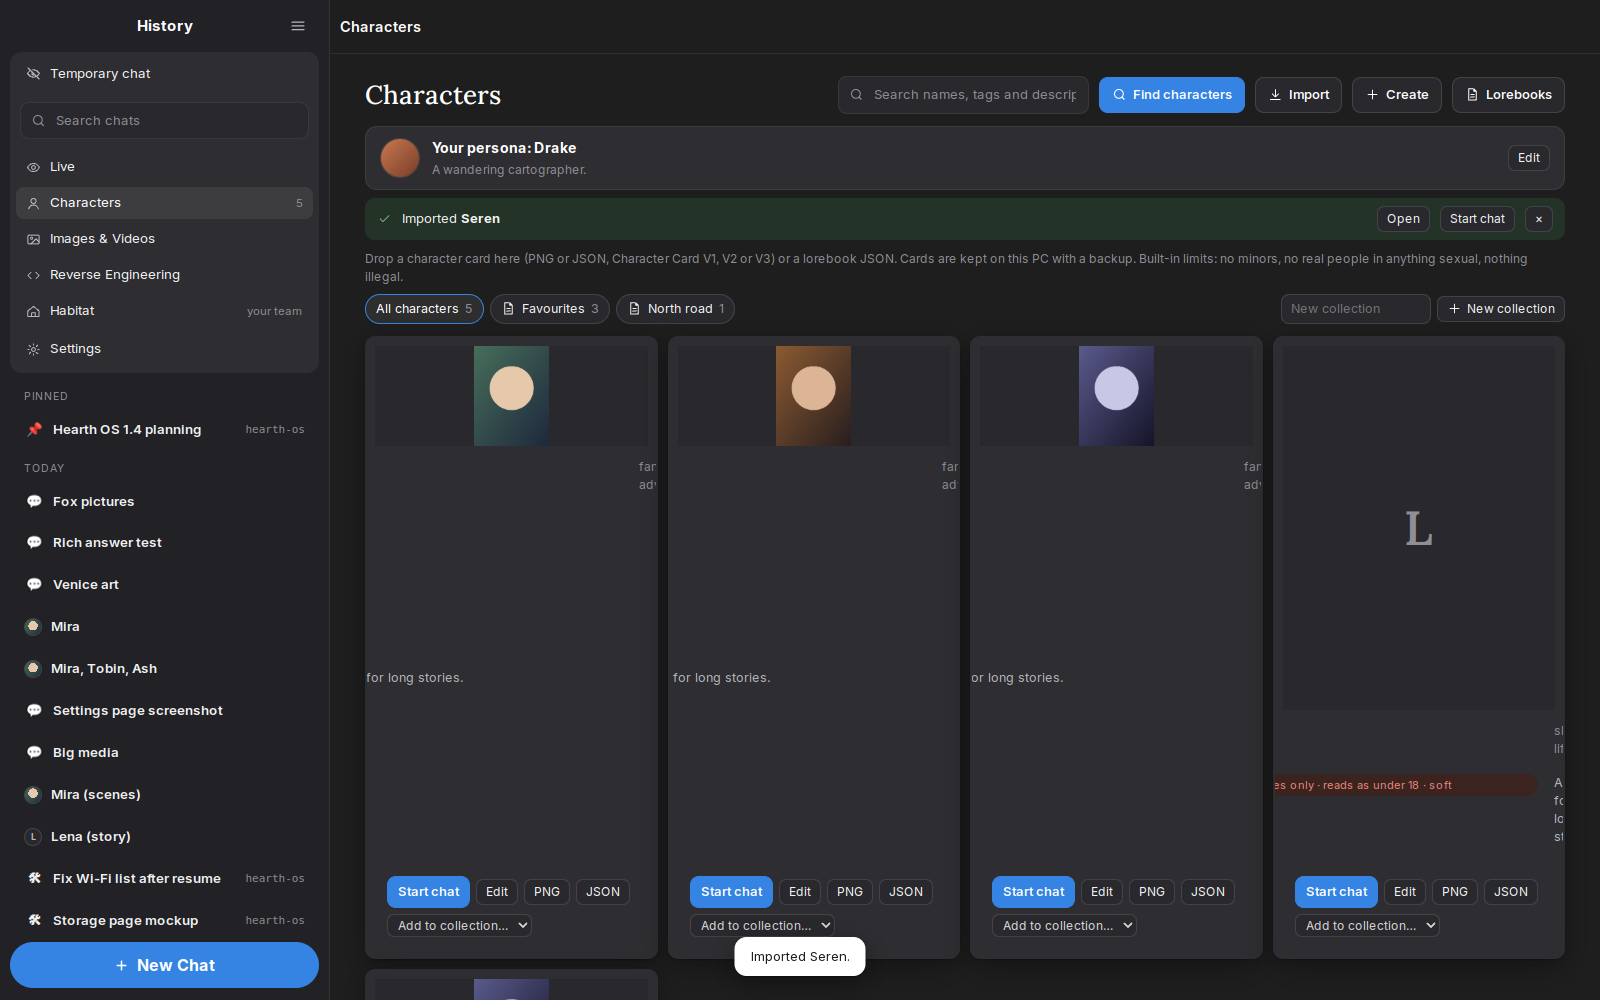 History
Temporary chat
Search chats
Live
Characters 5
Images & Videos
Reverse Engineering
Habitat your team
Settings
PINNED
Hearth OS 1.4 planning hearth-os
TODAY
Fox pictures
Rich answer test
Venice art
Mira
Mira, Tobin, Ash
Settings page screenshot
Big media
Mira (scenes)
L Lena (story)
Fix Wi-Fi list after resume hearth-os
Storage page mockup hearth-os
+ New Chat
Characters
Characters
Search names, tags and descrip
Find characters
Import
Create
Lorebooks
Your persona: Drake
A wandering cartographer.
Edit
Imported Seren
Open
Start chat
×
Drop a character card here (PNG or JSON, Character Card V1, V2 or V3) or a lorebook JSON. Cards are kept on this PC with a backup. Built-in limits: no minors, no real people in anything sexual, nothing
illegal.
All characters 5
Favourites 3
North road 1
New collection
New collection
for long stories.
Start chat Edit PNG JSON
Add to collection...
for long stories.
Start chat Edit PNG JSON
Add to collection...
or long stories.
Start chat Edit PNG JSON
Add to collection...
L
es only · reads as under 18 · soft
Start chat Edit PNG JSON
Add to collection...
Imported Seren.